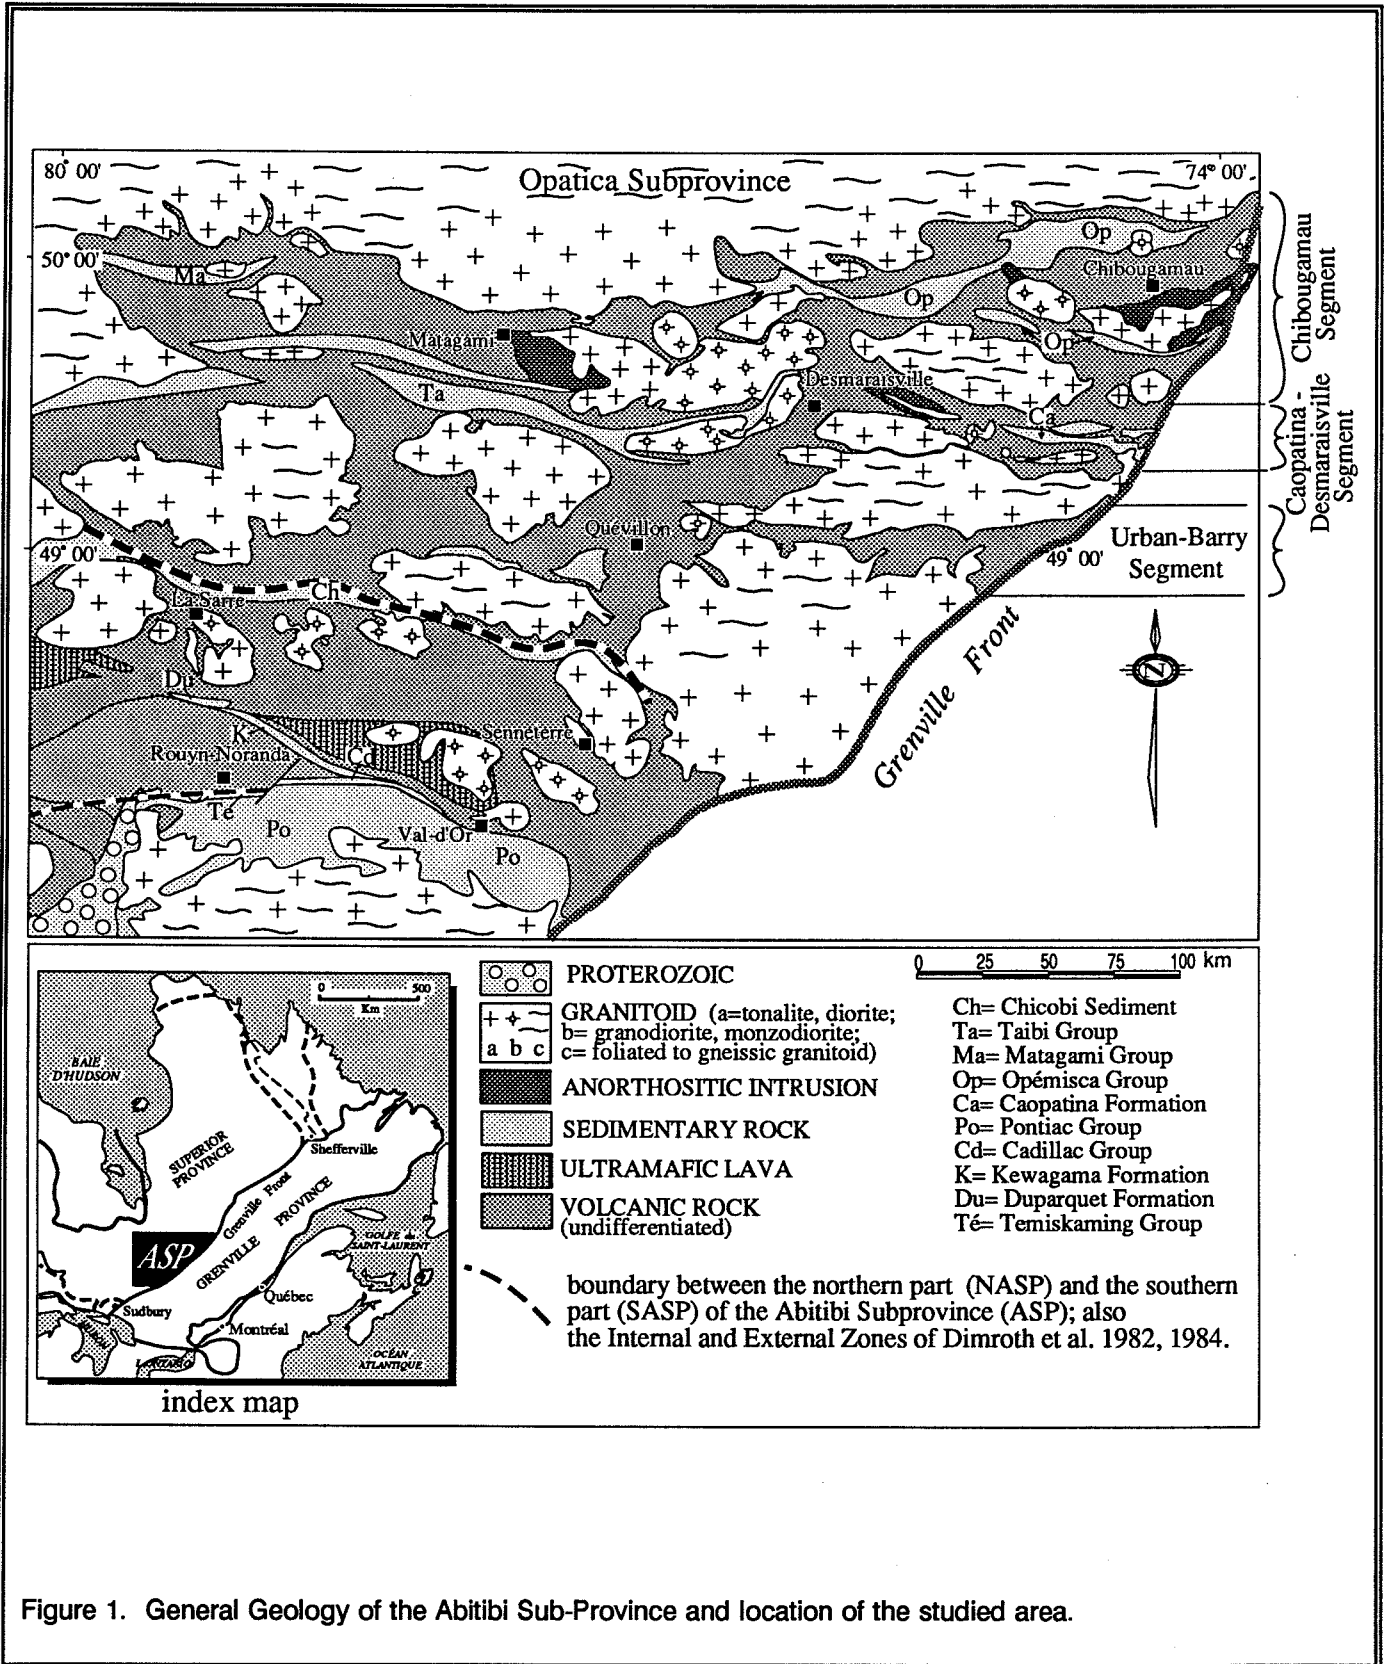 80° 00'
Opatica Subprovince
74° 00'
Op
50° 00'
Ma
Chibougamau
Op
Matagami
Op
Ta
Desmaraisville
Ca
Quévillon
49° 00'
49° 00'
La Sarre
Ch
Du
K
Rouyn-Noranda
Cd
Senneterre
Té
Po
Val-d'Or
Po
Grenville Front
Chibougamau
Segment
Caopatina -
Desmaraisville
Segment
Urban-Barry
Segment
N
0 500
Km
BAIE
D'HUDSON
SUPERIOR
PROVINCE
Shefferville
Grenville Front
GRENVILLE PROVINCE
ASP
GOLFE
SAINT-LAURENT
Sudbury
Québec
Montréal
L. ONTARIO
OCÉAN
ATLANTIQUE
index map
PROTEROZOIC
GRANITOID (a=tonalite, diorite;
b= granodiorite, monzodiorite;
c= foliated to gneissic granitoid)
a b c
ANORTHOSITIC INTRUSION
SEDIMENTARY ROCK
ULTRAMAFIC LAVA
VOLCANIC ROCK
(undifferentiated)
0 25 50 75 100 km
Ch= Chicobi Sediment
Ta= Taibi Group
Ma= Matagami Group
Op= Opémisca Group
Ca= Caopatina Formation
Po= Pontiac Group
Cd= Cadillac Group
K= Kewagama Formation
Du= Duparquet Formation
Té= Temiskaming Group
boundary between the northern part (NASP) and the southern
part (SASP) of the Abitibi Subprovince (ASP); also
the Internal and External Zones of Dimroth et al. 1982, 1984.
Figure 1. General Geology of the Abitibi Sub-Province and location of the studied area.